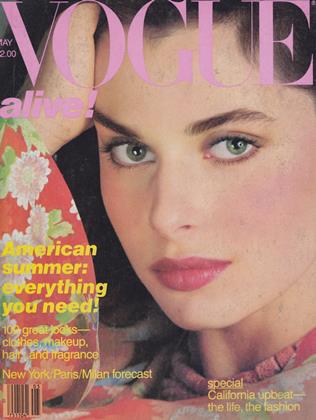 VOGUE
MAY
2.00
alive!
American
summer:
everything
you need!
100 great looks—
clothes, makeup,
hair, and fragrance
New York/Paris/Milan forecast
special
California upbeat—
the life, the fashion